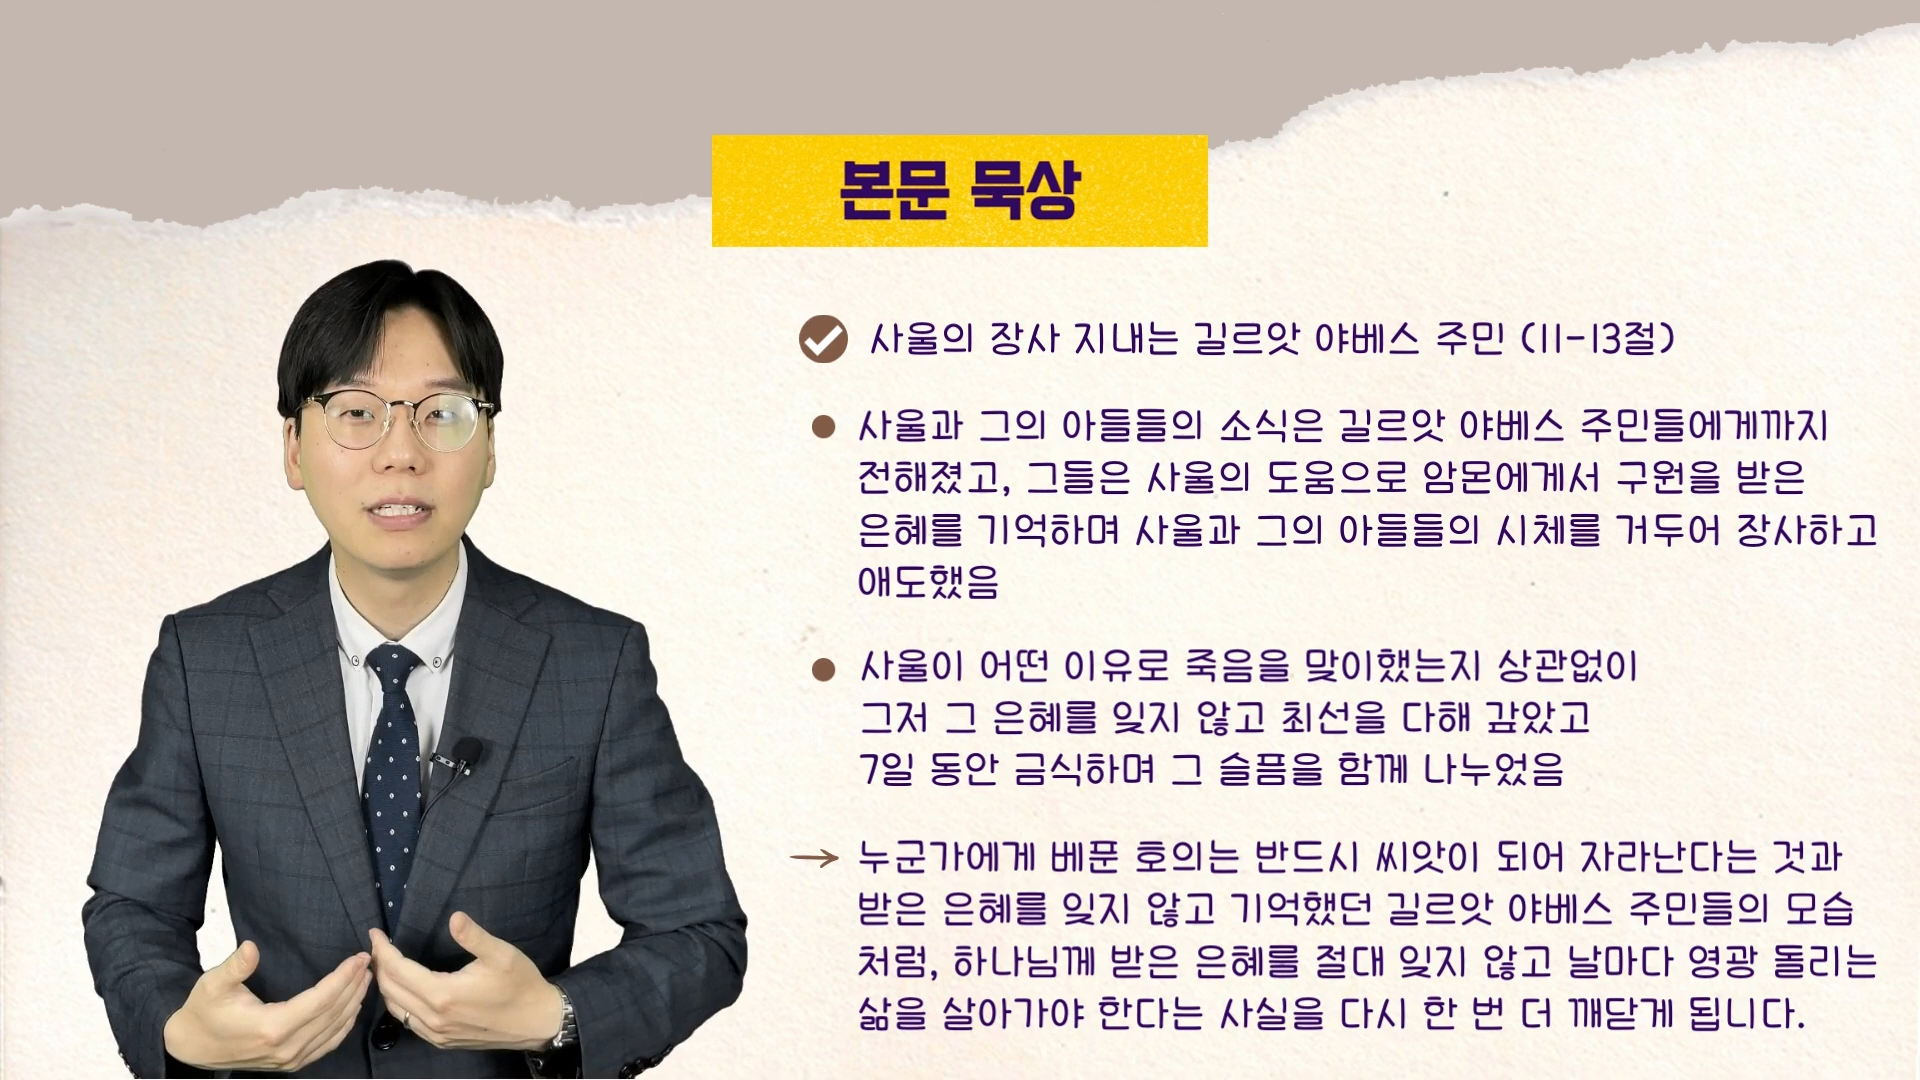 본문 묵상
사울의 장사 지내는 길르앗 야베스 주민 (11-13절)
사울과 그의 아들들의 소식은 길르앗 야베스 주민들에게까지
전해졌고, 그들은 사울의 도움으로 암몬에게서 구원을 받은
은혜를 기억하며 사울과 그의 아들들의 시체를 거두어 장사하고
애도했음
사울이 어떤 이유로 죽음을 맞이했는지 상관없이
그저 그 은혜를 잊지 않고 최선을 다해 갚았고
7일 동안 금식하며 그 슬픔을 함께 나누었음
누군가에게 베푼 호의는 반드시 씨앗이 되어 자라난다는 것과
받은 은혜를 잊지 않고 기억했던 길르앗 야베스 주민들의 모습
처럼, 하나님께 받은 은혜를 절대 잊지 않고 날마다 영광 돌리는
삶을 살아가야 한다는 사실을 다시 한 번 더 깨닫게 됩니다.